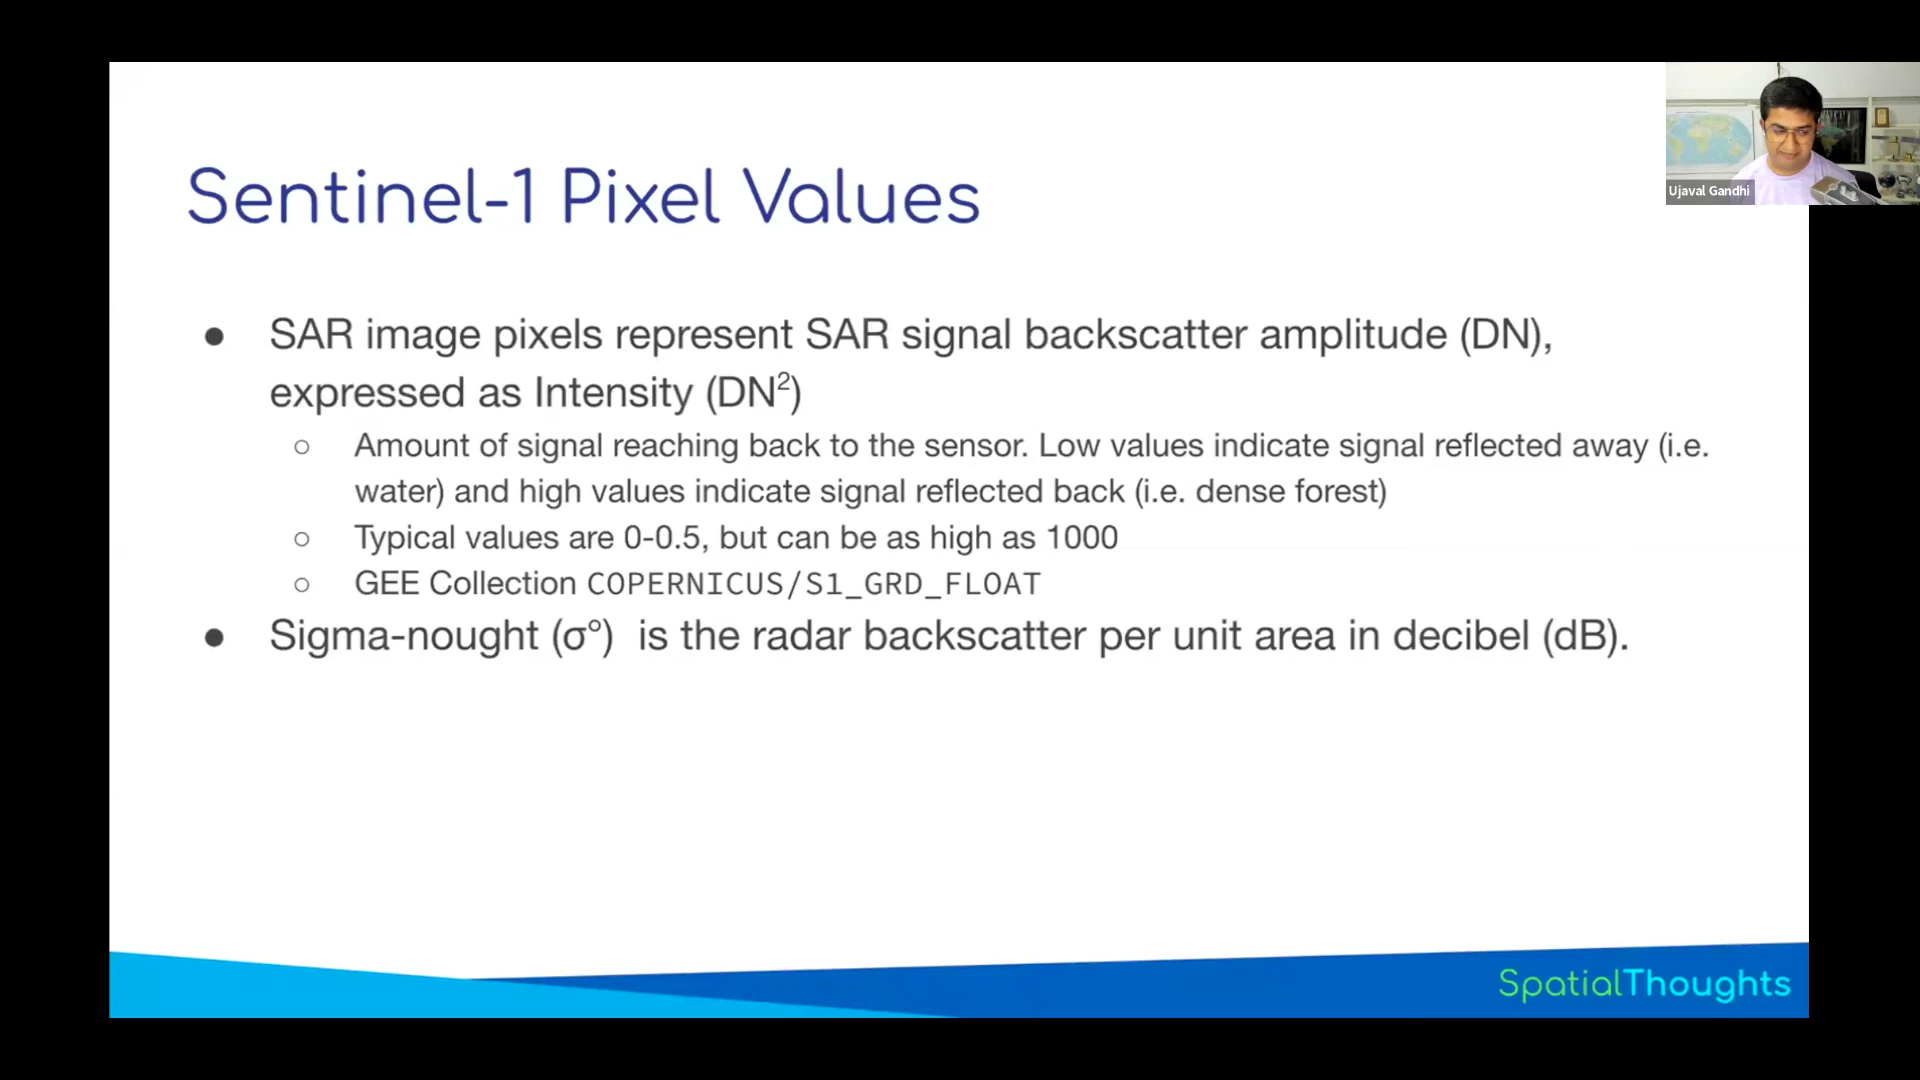 Sentinel-1 Pixel Values
Ujaval Gandhi
● SAR image pixels represent SAR signal backscatter amplitude (DN),
expressed as Intensity (DN²)
○ Amount of signal reaching back to the sensor. Low values indicate signal reflected away (i.e.
water) and high values indicate signal reflected back (i.e. dense forest)
○ Typical values are 0-0.5, but can be as high as 1000
○ GEE Collection COPERNICUS/S1_GRD_FLOAT
● Sigma-nought (σ°) is the radar backscatter per unit area in decibel (dB).
SpatialThoughts